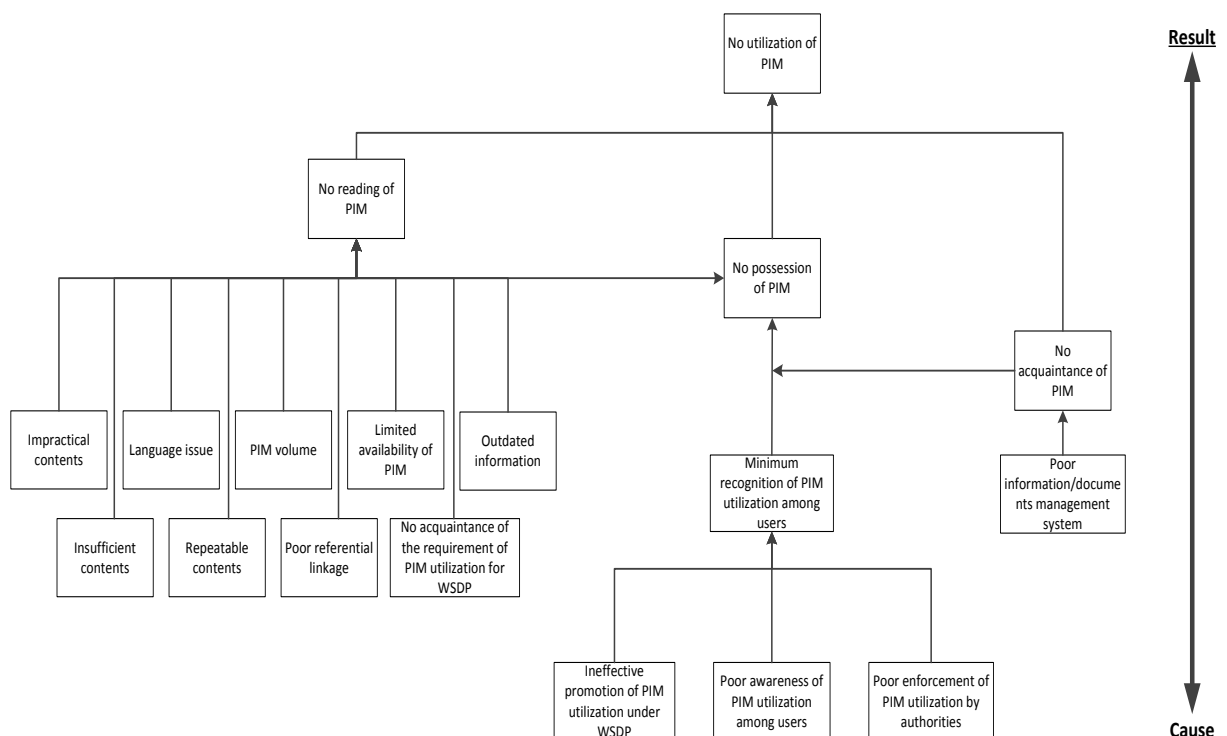 No utilization of
PIM
Result
No reading of
PIM
No possession
of PIM
No
acquaintance of
PIM
Impractical
contents
Language issue
PIM volume
Limited
availability of
PIM
Outdated
information
Minimum
recognition of PIM
utilization among
users
Poor
information/docume
nts management
system
Insufficient
contents
Repeatable
contents
Poor referential
linkage
No acquaintance of
the requirement of
PIM utilization for
WSDP
Ineffective
promotion of PIM
utilization under
WSDP
Poor awareness of
PIM utilization
among users
Poor enforcement of
PIM utilization by
authorities
Cause